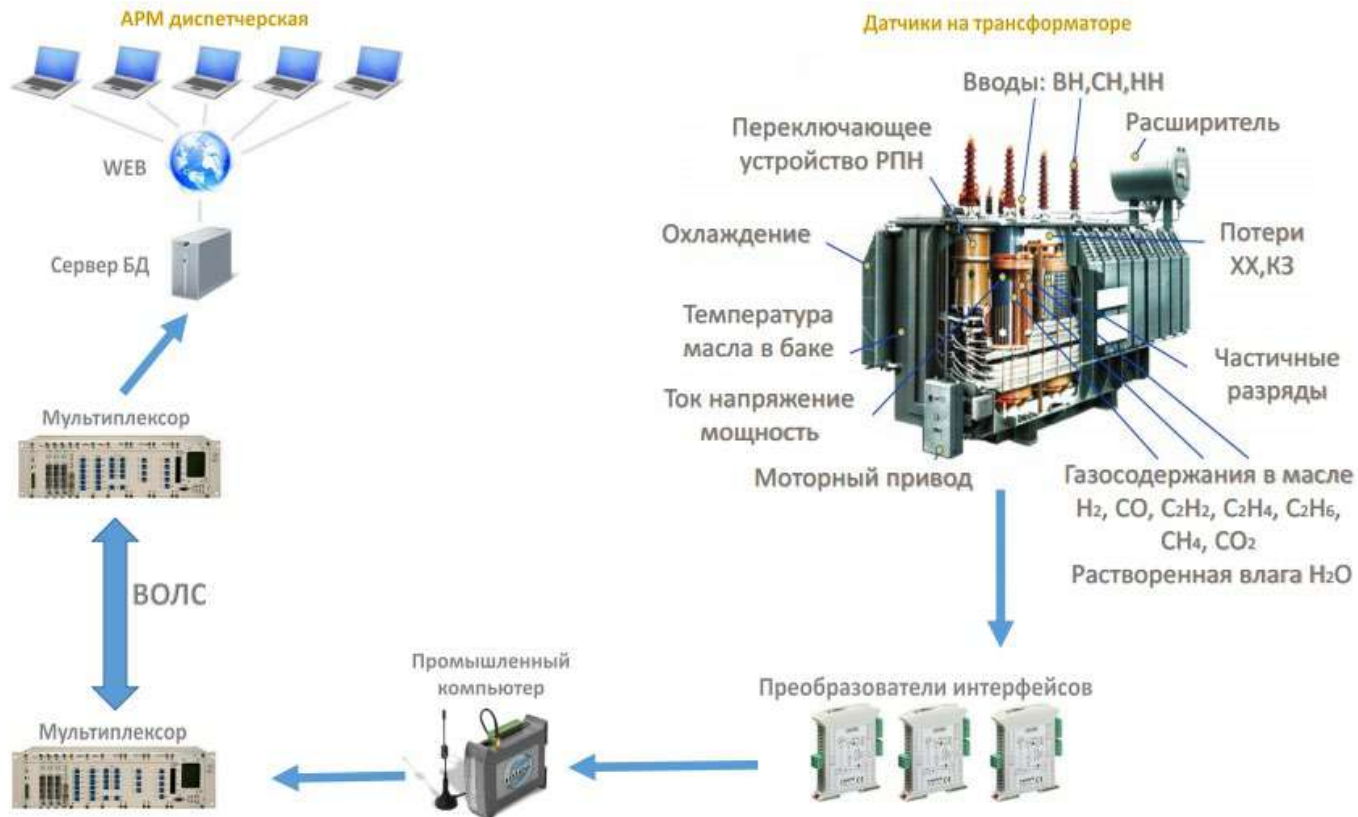 АРМ диспетчерская
WEB
Сервер БД
Мультиплексор
ВОЛС
Мультиплексор
Промышленный
компьютер
Преобразователи интерфейсов
Датчики на трансформаторе
Вводы: ВН,СН,НН
Переключающее
устройство РПН
Расширитель
Охлаждение
Потери
ХХ,КЗ
Температура
масла в баке
Частичные
разряды
Ток напряжение
мощность
Моторный привод
Газосодержания в масле
H₂, CO, C₂H₂, C₂H₄, C₂H₆,
CH₄, CO₂
Растворенная влага H₂O